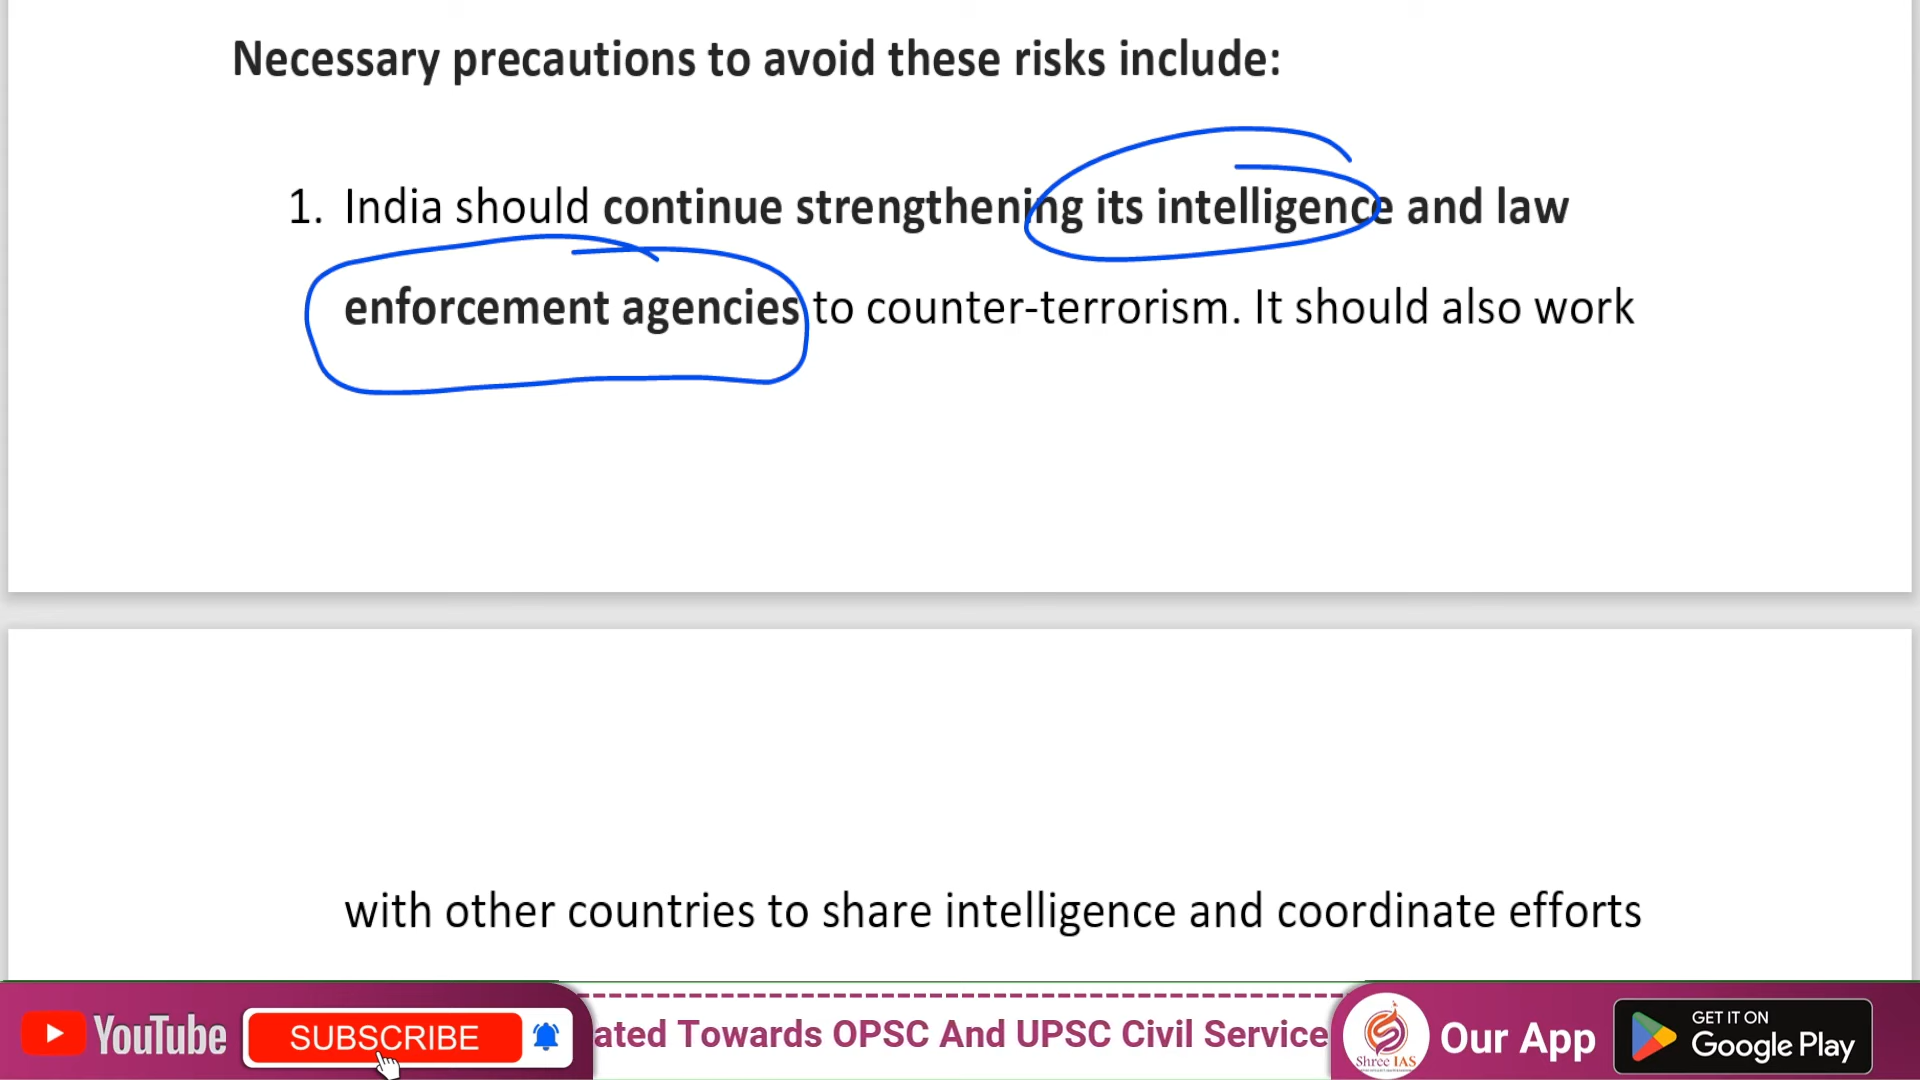 Necessary precautions to avoid these risks include:
1. India should continue strengthening its intelligence and law
enforcement agencies to counter-terrorism. It should also work
with other countries to share intelligence and coordinate efforts
YouTube
SUBSCRIBE
ated Towards OPSC And UPSC Civil Service
Shree IAS
Our App
GET IT ON
Google Play